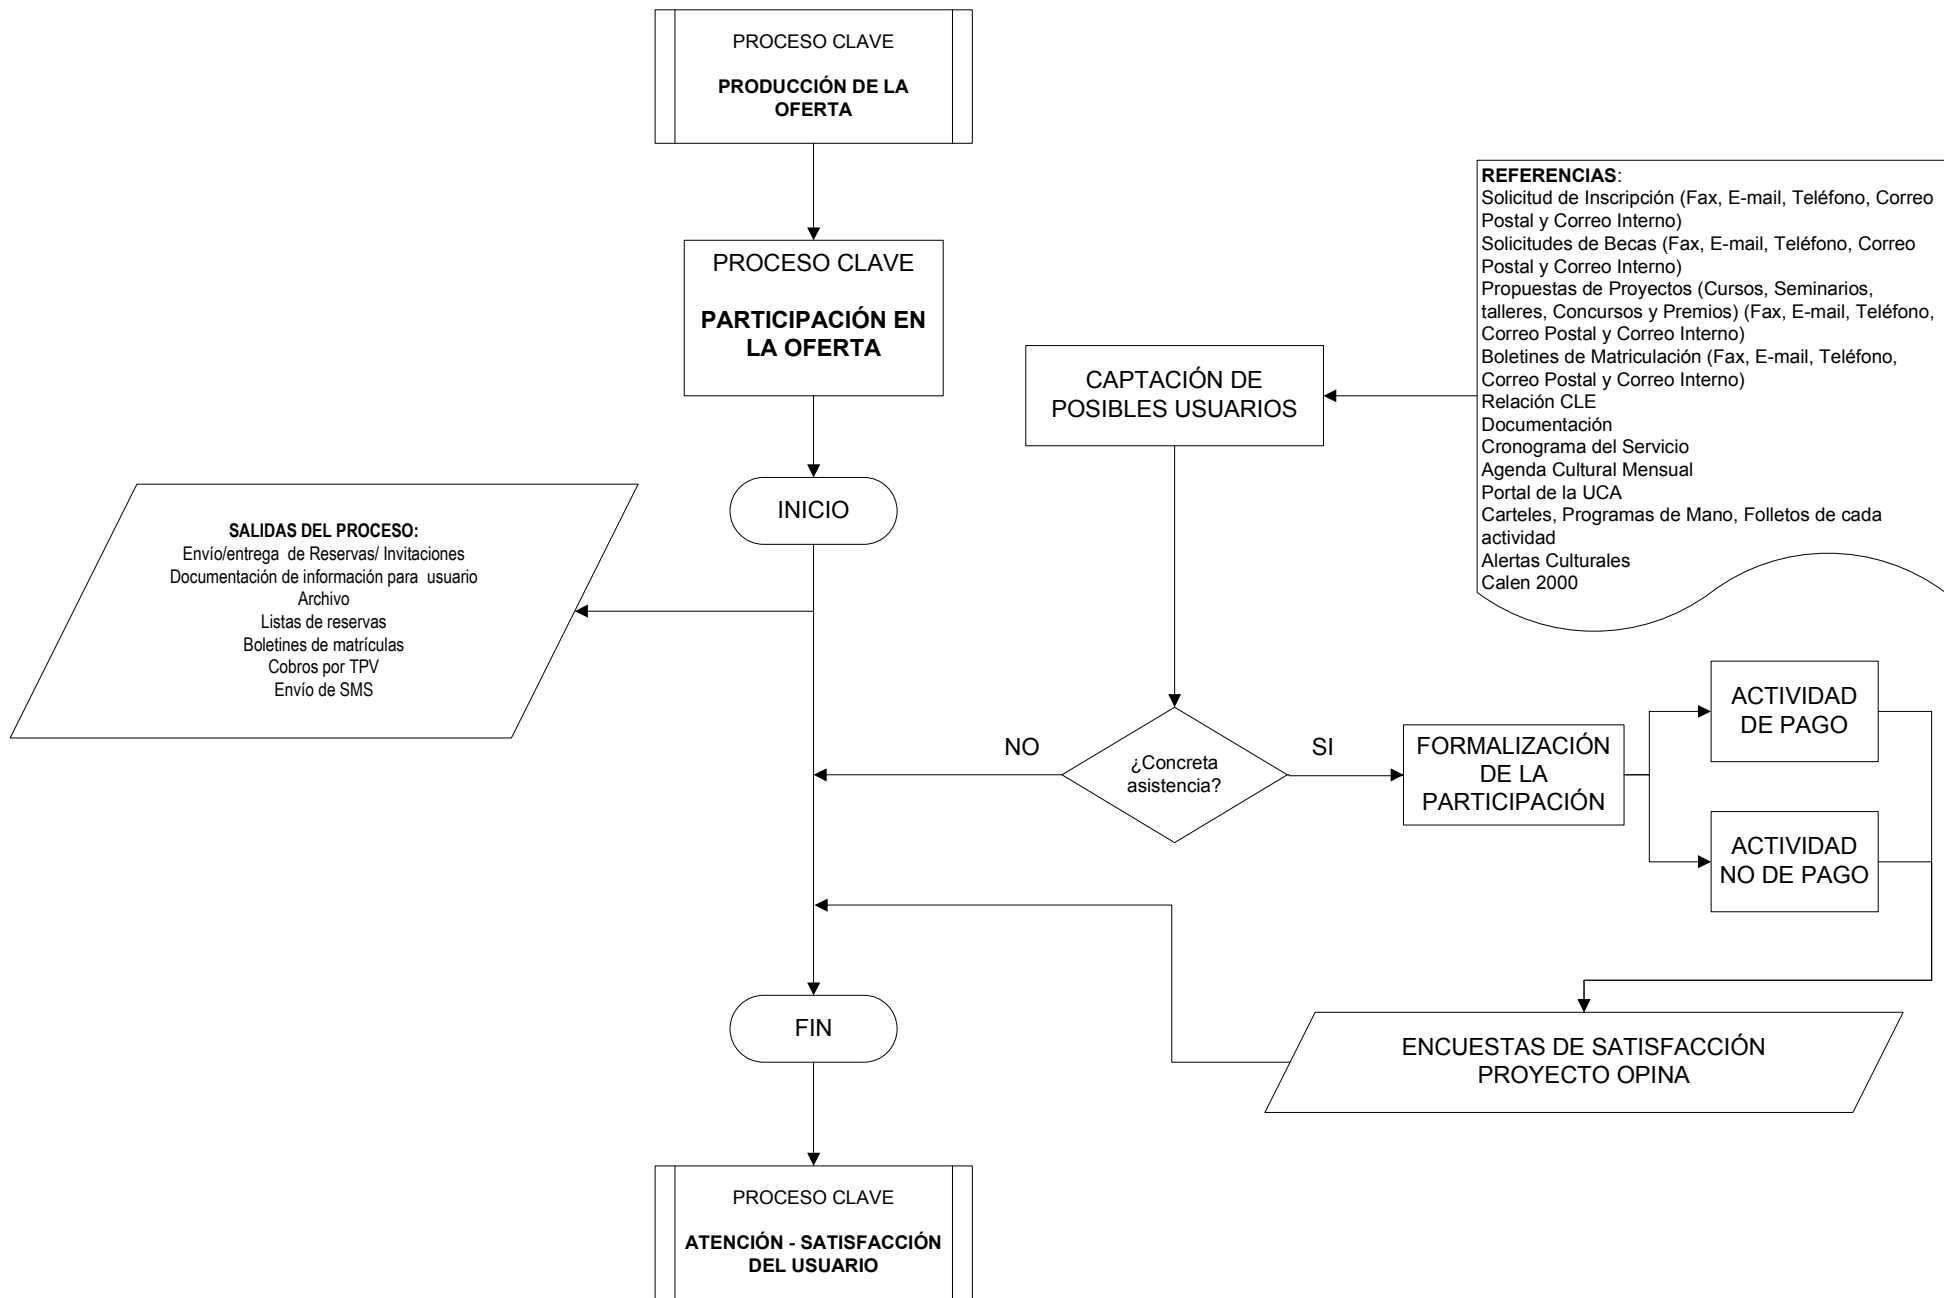 PROCESO CLAVE
PRODUCCIÓN DE LA
OFERTA
PROCESO CLAVE
PARTICIPACIÓN EN
LA OFERTA
INICIO
SALIDAS DEL PROCESO:
Envío/entrega de Reservas/ Invitaciones
Documentación de información para usuario
Archivo
Listas de reservas
Boletines de matrículas
Cobros por TPV
Envío de SMS
CAPTACIÓN DE
POSIBLES USUARIOS
REFERENCIAS:
Solicitud de Inscripción (Fax, E-mail, Teléfono, Correo
Postal y Correo Interno)
Solicitudes de Becas (Fax, E-mail, Teléfono, Correo
Postal y Correo Interno)
Propuestas de Proyectos (Cursos, Seminarios,
talleres, Concursos y Premios) (Fax, E-mail, Teléfono,
Correo Postal y Correo Interno)
Boletines de Matriculación (Fax, E-mail, Teléfono,
Correo Postal y Correo Interno)
Relación CLE
Documentación
Cronograma del Servicio
Agenda Cultural Mensual
Portal de la UCA
Carteles, Programas de Mano, Folletos de cada
actividad
Alertas Culturales
Calen 2000
NO
¿Concreta
asistencia?
SI
FORMALIZACIÓN
DE LA
PARTICIPACIÓN
ACTIVIDAD
DE PAGO
ACTIVIDAD
NO DE PAGO
ENCUESTAS DE SATISFACCIÓN
PROYECTO OPINA
FIN
PROCESO CLAVE
ATENCIÓN - SATISFACCIÓN
DEL USUARIO